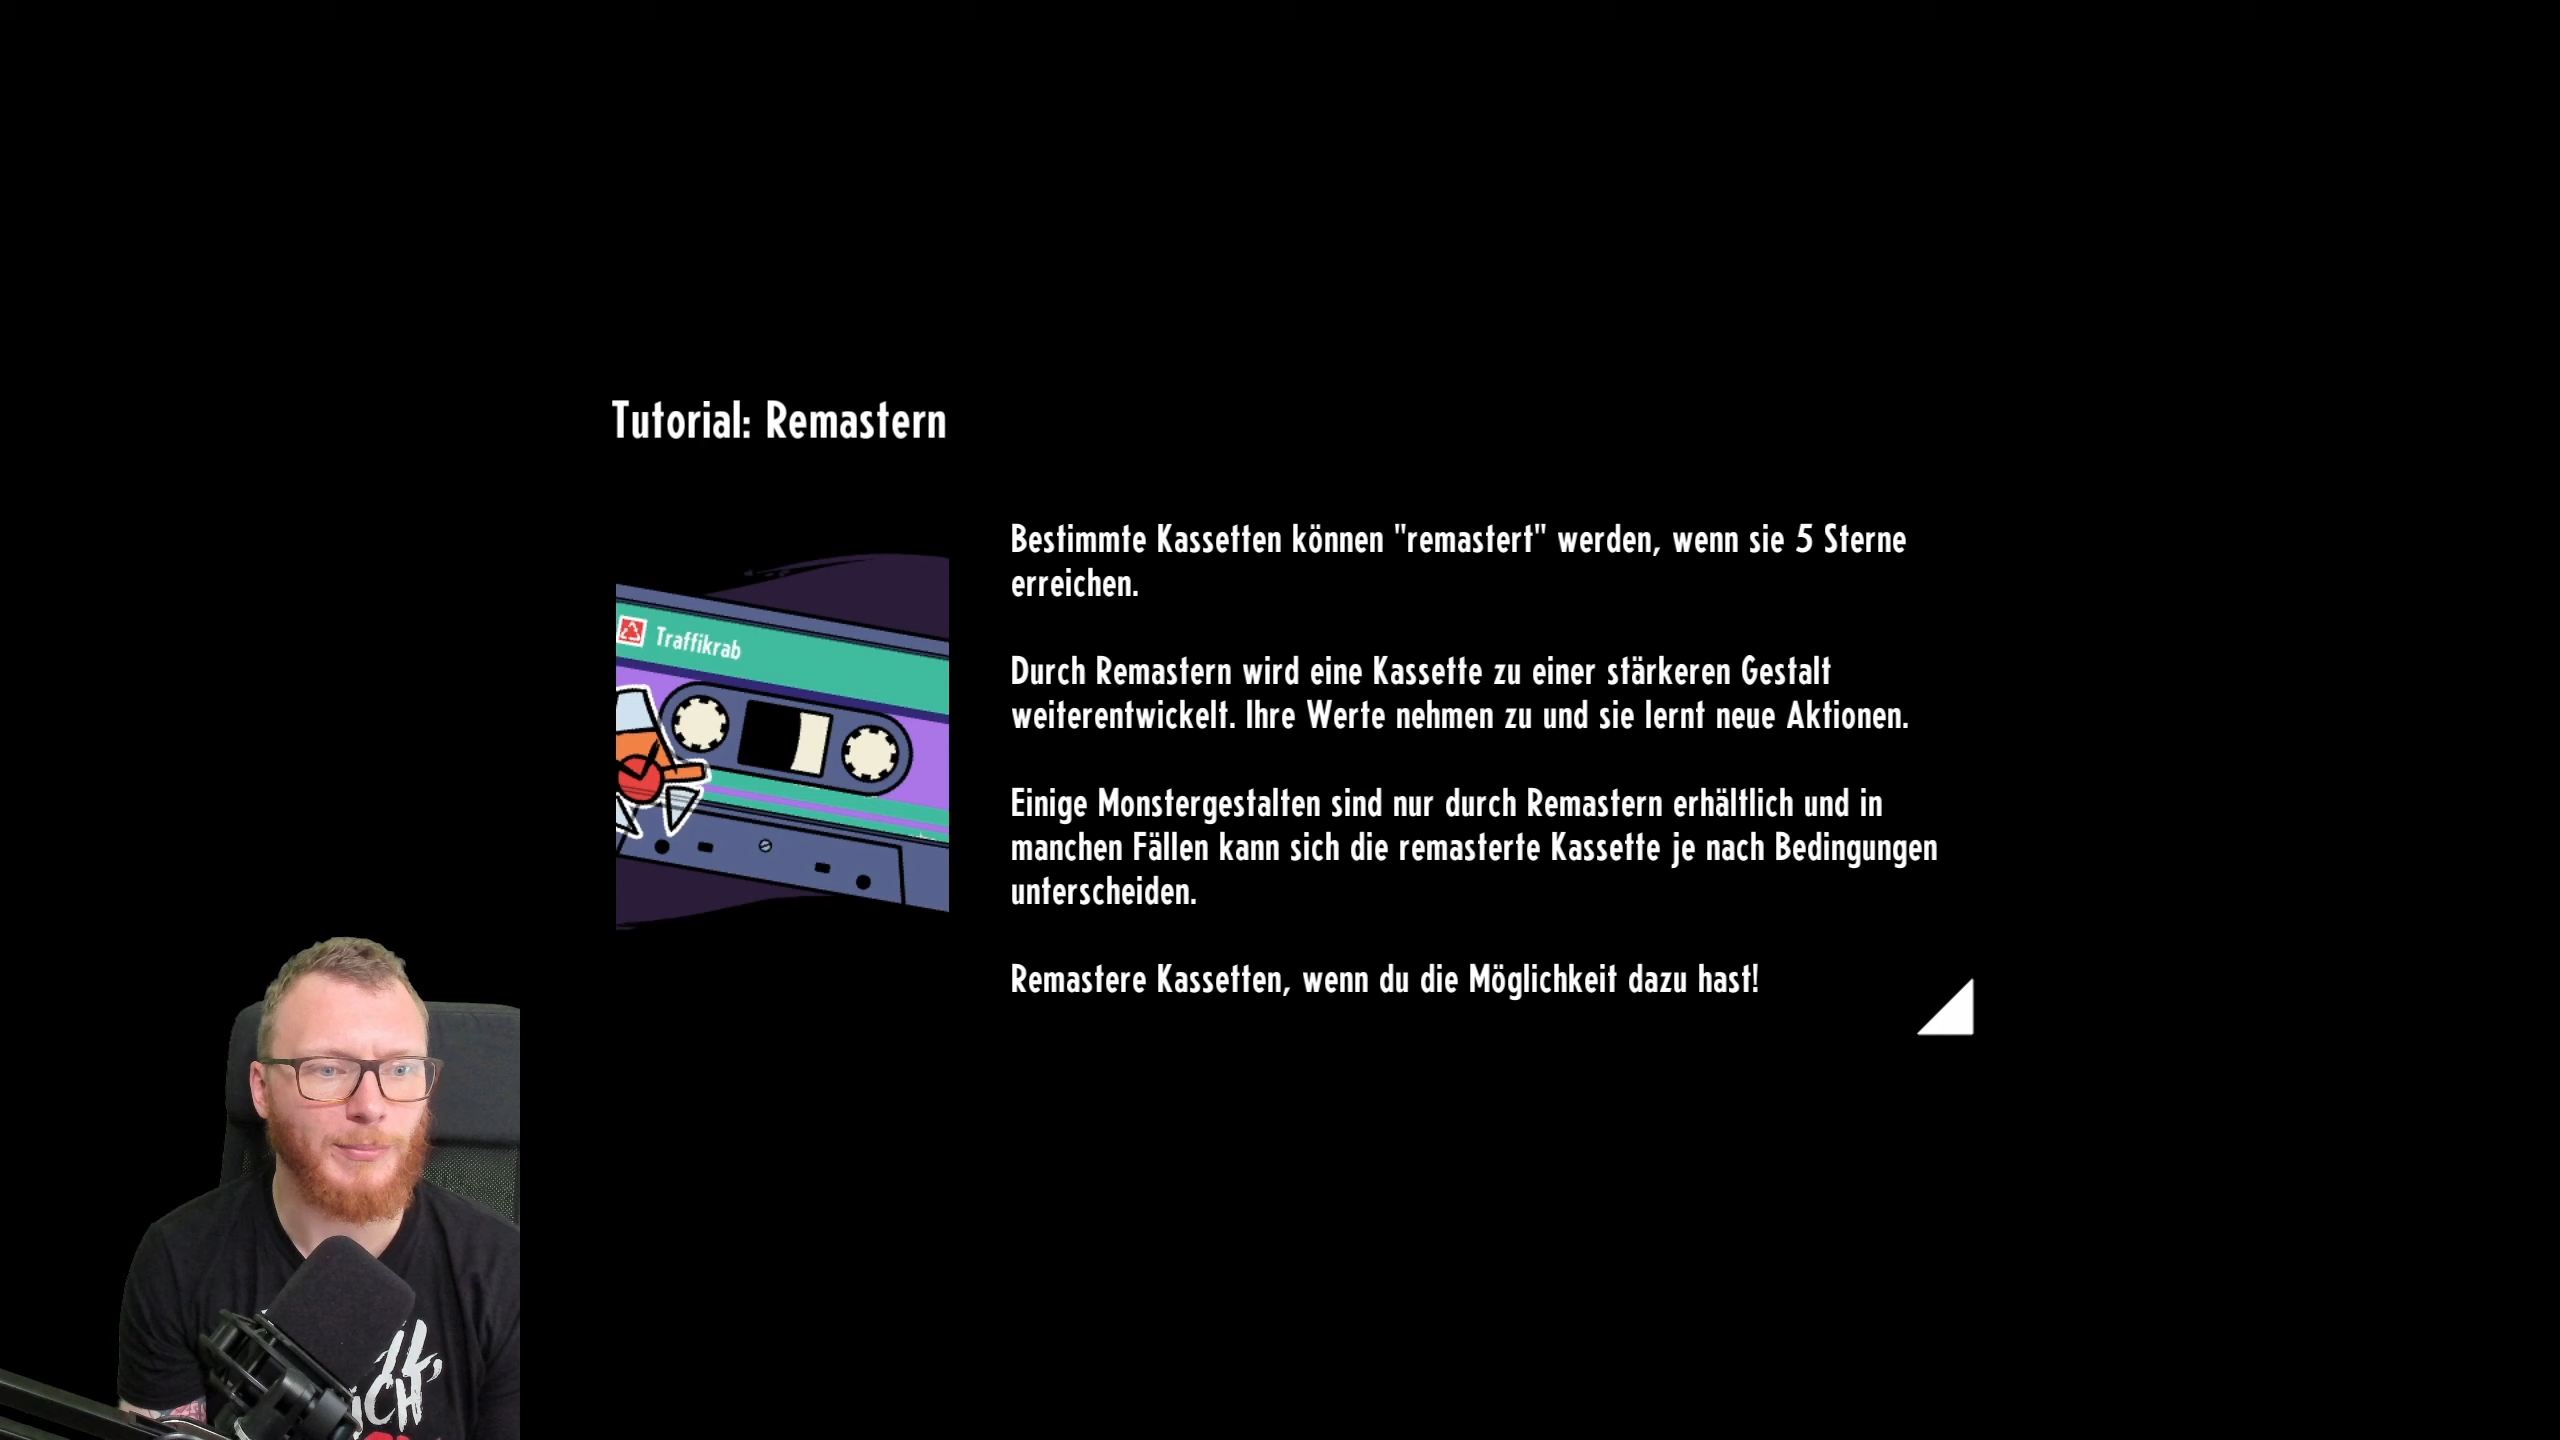 Tutorial: Remastern
Traffikrab
Bestimmte Kassetten können "remastert" werden, wenn sie 5 Sterne
erreichen.
Durch Remastern wird eine Kassette zu einer stärkeren Gestalt
weiterentwickelt. Ihre Werte nehmen zu und sie lernt neue Aktionen.
Einige Monstergestalten sind nur durch Remastern erhältlich und in
manchen Fällen kann sich die remasterte Kassette je nach Bedingungen
unterscheiden.
Remastere Kassetten, wenn du die Möglichkeit dazu hast!